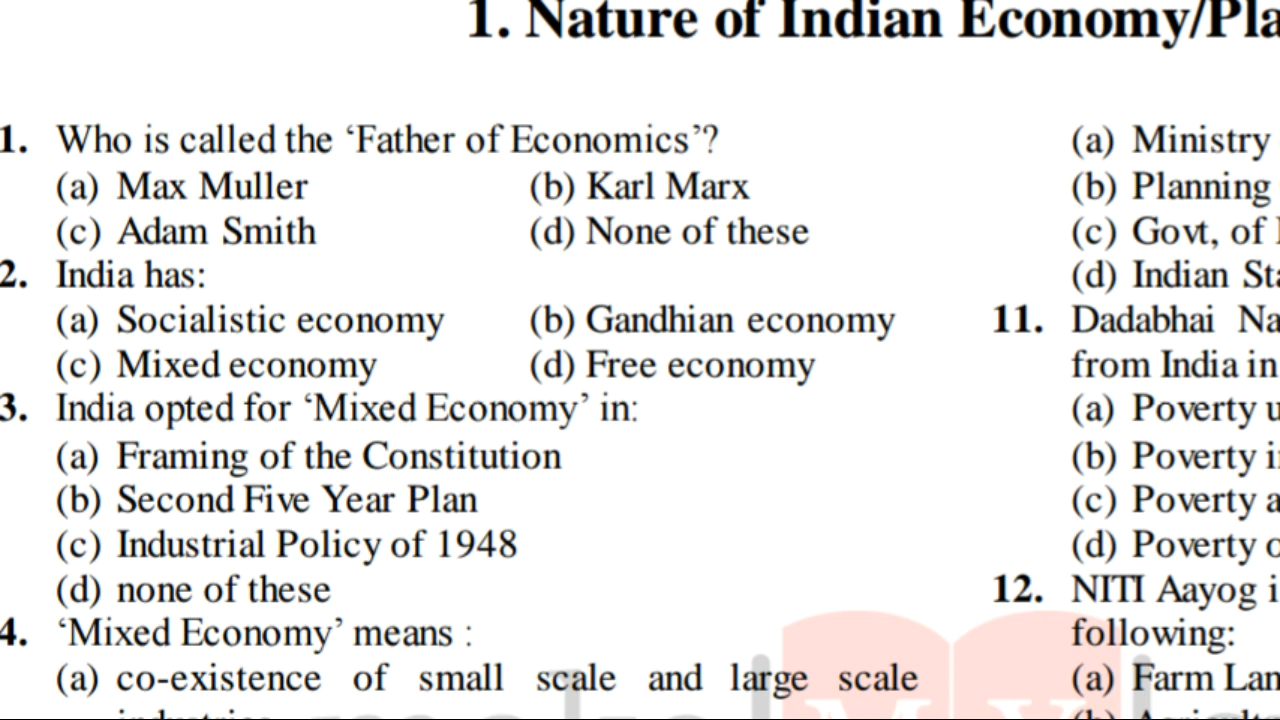 1. Nature of Indian Economy/Pla
1. Who is called the ‘Father of Economics’?
(a) Max Muller (b) Karl Marx
(c) Adam Smith (d) None of these
2. India has:
(a) Socialistic economy (b) Gandhian economy
(c) Mixed economy (d) Free economy
3. India opted for ‘Mixed Economy’ in:
(a) Framing of the Constitution
(b) Second Five Year Plan
(c) Industrial Policy of 1948
(d) none of these
4. ‘Mixed Economy’ means :
(a) co-existence of small scale and large scale
(a) Ministry
(b) Planning
(c) Govt, of
(d) Indian Sta
11. Dadabhai Na
from India in
(a) Poverty u
(b) Poverty i
(c) Poverty a
(d) Poverty o
12. NITI Aayog i
following:
(a) Farm Lan